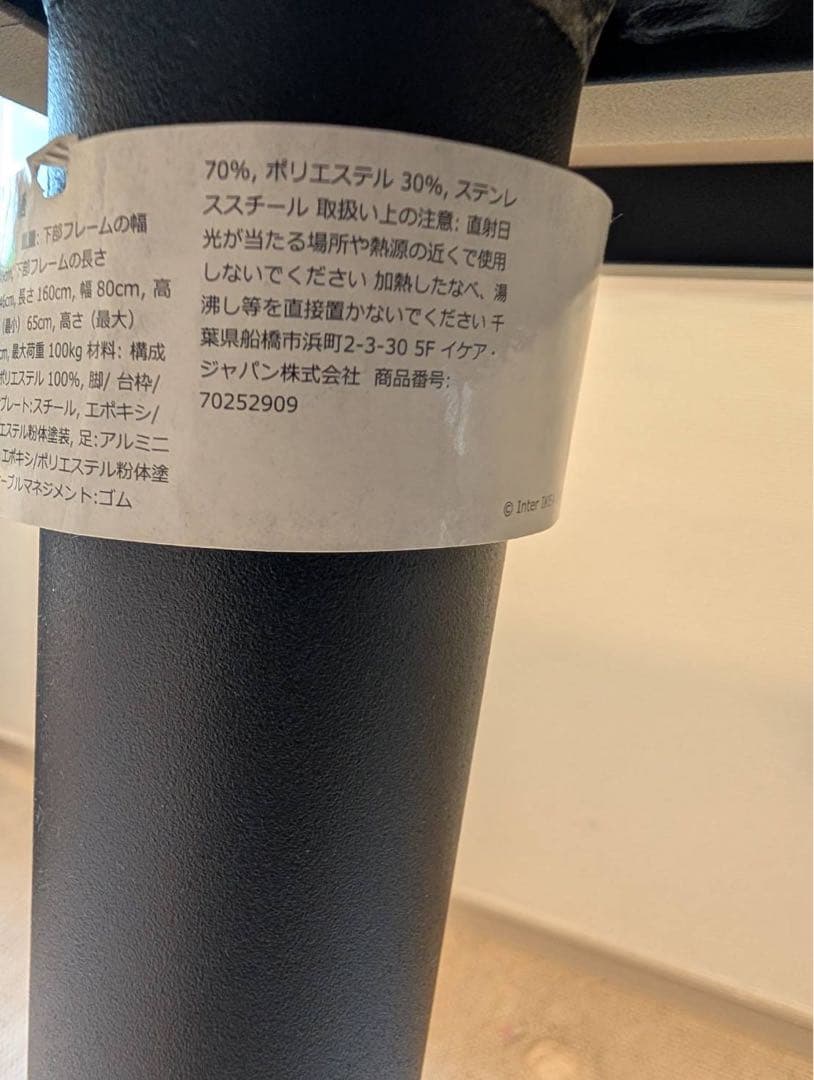 量: 下部フレームの幅
下部フレームの長さ
長さ 160cm, 幅 80cm, 高
(最小) 65cm, 高さ (最大)
cm, 最大荷重 100kg 材料: 構成
ポリエステル 100%, 脚/ 台枠/
プレート:スチール, エポキシ/
エステル粉体塗装, 足:アルミニ
エポキシ/ポリエステル粉体塗
ーブルマネジメント:ゴム
70%, ポリエステル 30%, ステンレ
ススチール 取扱い上の注意: 直射日
光が当たる場所や熱源の近くで使用
しないでください 加熱したなべ、湯
沸し等を直接置かないでください 千
葉県船橋市浜町2-3-30 5F イケア・
ジャパン株式会社 商品番号:
70252909
© Inter IKEA